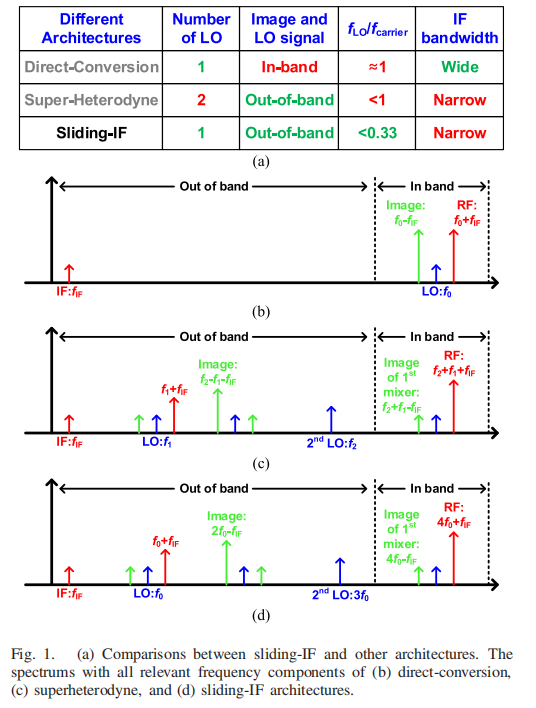 Different Architectures Number of LO Image and LO signal fLO/fcarrier IF bandwidth
Direct-Conversion 1 In-band ≈1 Wide
Super-Heterodyne 2 Out-of-band <1 Narrow
Sliding-IF 1 Out-of-band <0.33 Narrow
(a)
Out of band In band
Image: f0-fIF
RF: f0+fIF
IF:fIF
LO:f0
(b)
Out of band In band
Image: f2-f1-fIF
f1+fIF
Image of 1st mixer: f2+f1-fIF
RF: f2+f1+fIF
IF:fIF
LO:f1
2nd LO:f2
(c)
Out of band In band
Image: 2f0-fIF
f0+fIF
Image of 1st mixer: 4f0-fIF
RF: 4f0+fIF
IF:fIF
LO:f0
2nd LO:3f0
(d)
Fig. 1. (a) Comparisons between sliding-IF and other architectures. The
spectrums with all relevant frequency components of (b) direct-conversion,
(c) superheterodyne, and (d) sliding-IF architectures.